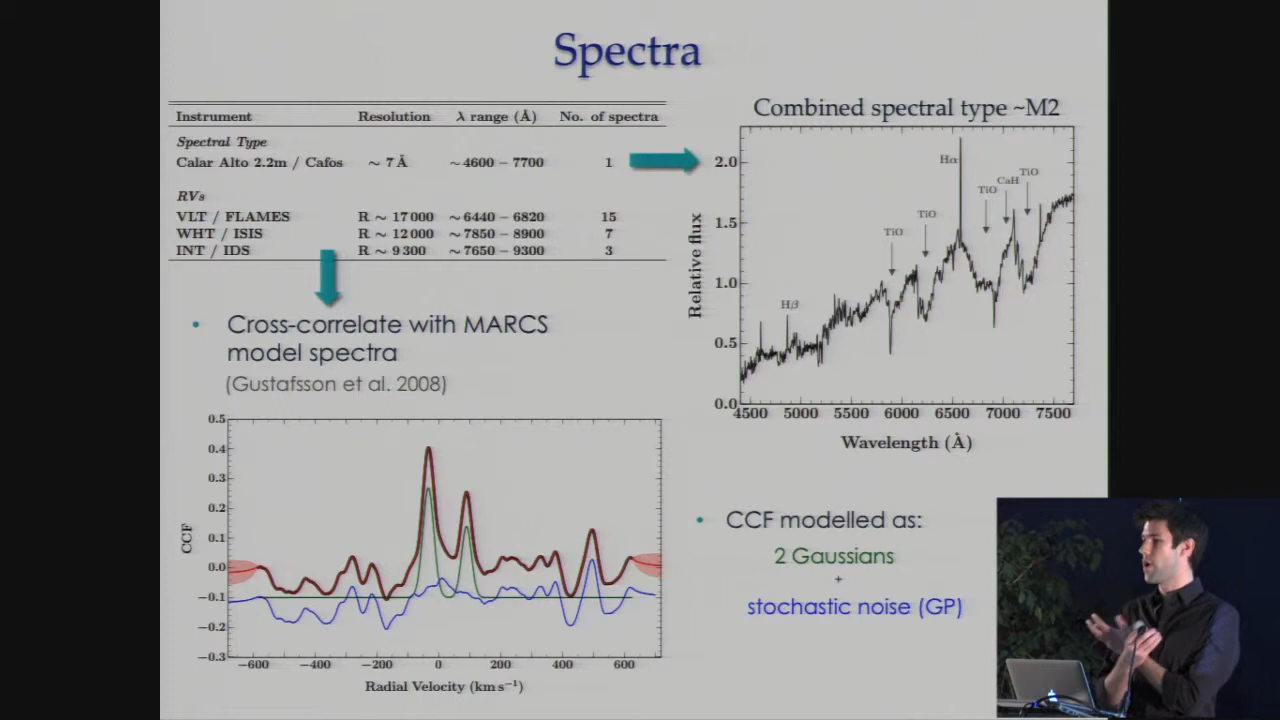 Spectra
Instrument Resolution λ range (Å) No. of spectra
Spectral Type
Calar Alto 2.2m / Cafos ~ 7 Å ~ 4600 − 7700 1
RVs
VLT / FLAMES R ~ 17 000 ~ 6440 − 6820 15
WHT / ISIS R ~ 12 000 ~ 7850 − 8900 7
INT / IDS R ~ 9 300 ~ 7650 − 9300 3
• Cross-correlate with MARCS
model spectra
(Gustafsson et al. 2008)
0.5
0.4
0.3
0.2
0.1
0.0
−0.1
−0.2
−0.3
CCF
−600 −400 −200 0 200 400 600
Radial Velocity (km s⁻¹)
Combined spectral type ~M2
2.0
1.5
1.0
0.5
0.0
Relative flux
Hβ
TiO
TiO
Hα
TiO
CaH
TiO
4500 5000 5500 6000 6500 7000 7500
Wavelength (Å)
• CCF modelled as:
2 Gaussians
+
stochastic noise (GP)